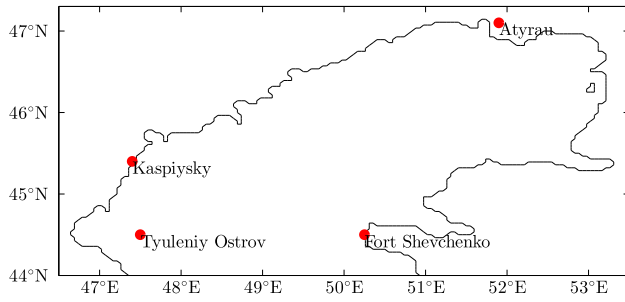 47°N
Atyrau
46°N
Kaspiysky
45°N
Tyuleniy Ostrov
Fort Shevchenko
44°N
47°E 48°E 49°E 50°E 51°E 52°E 53°E